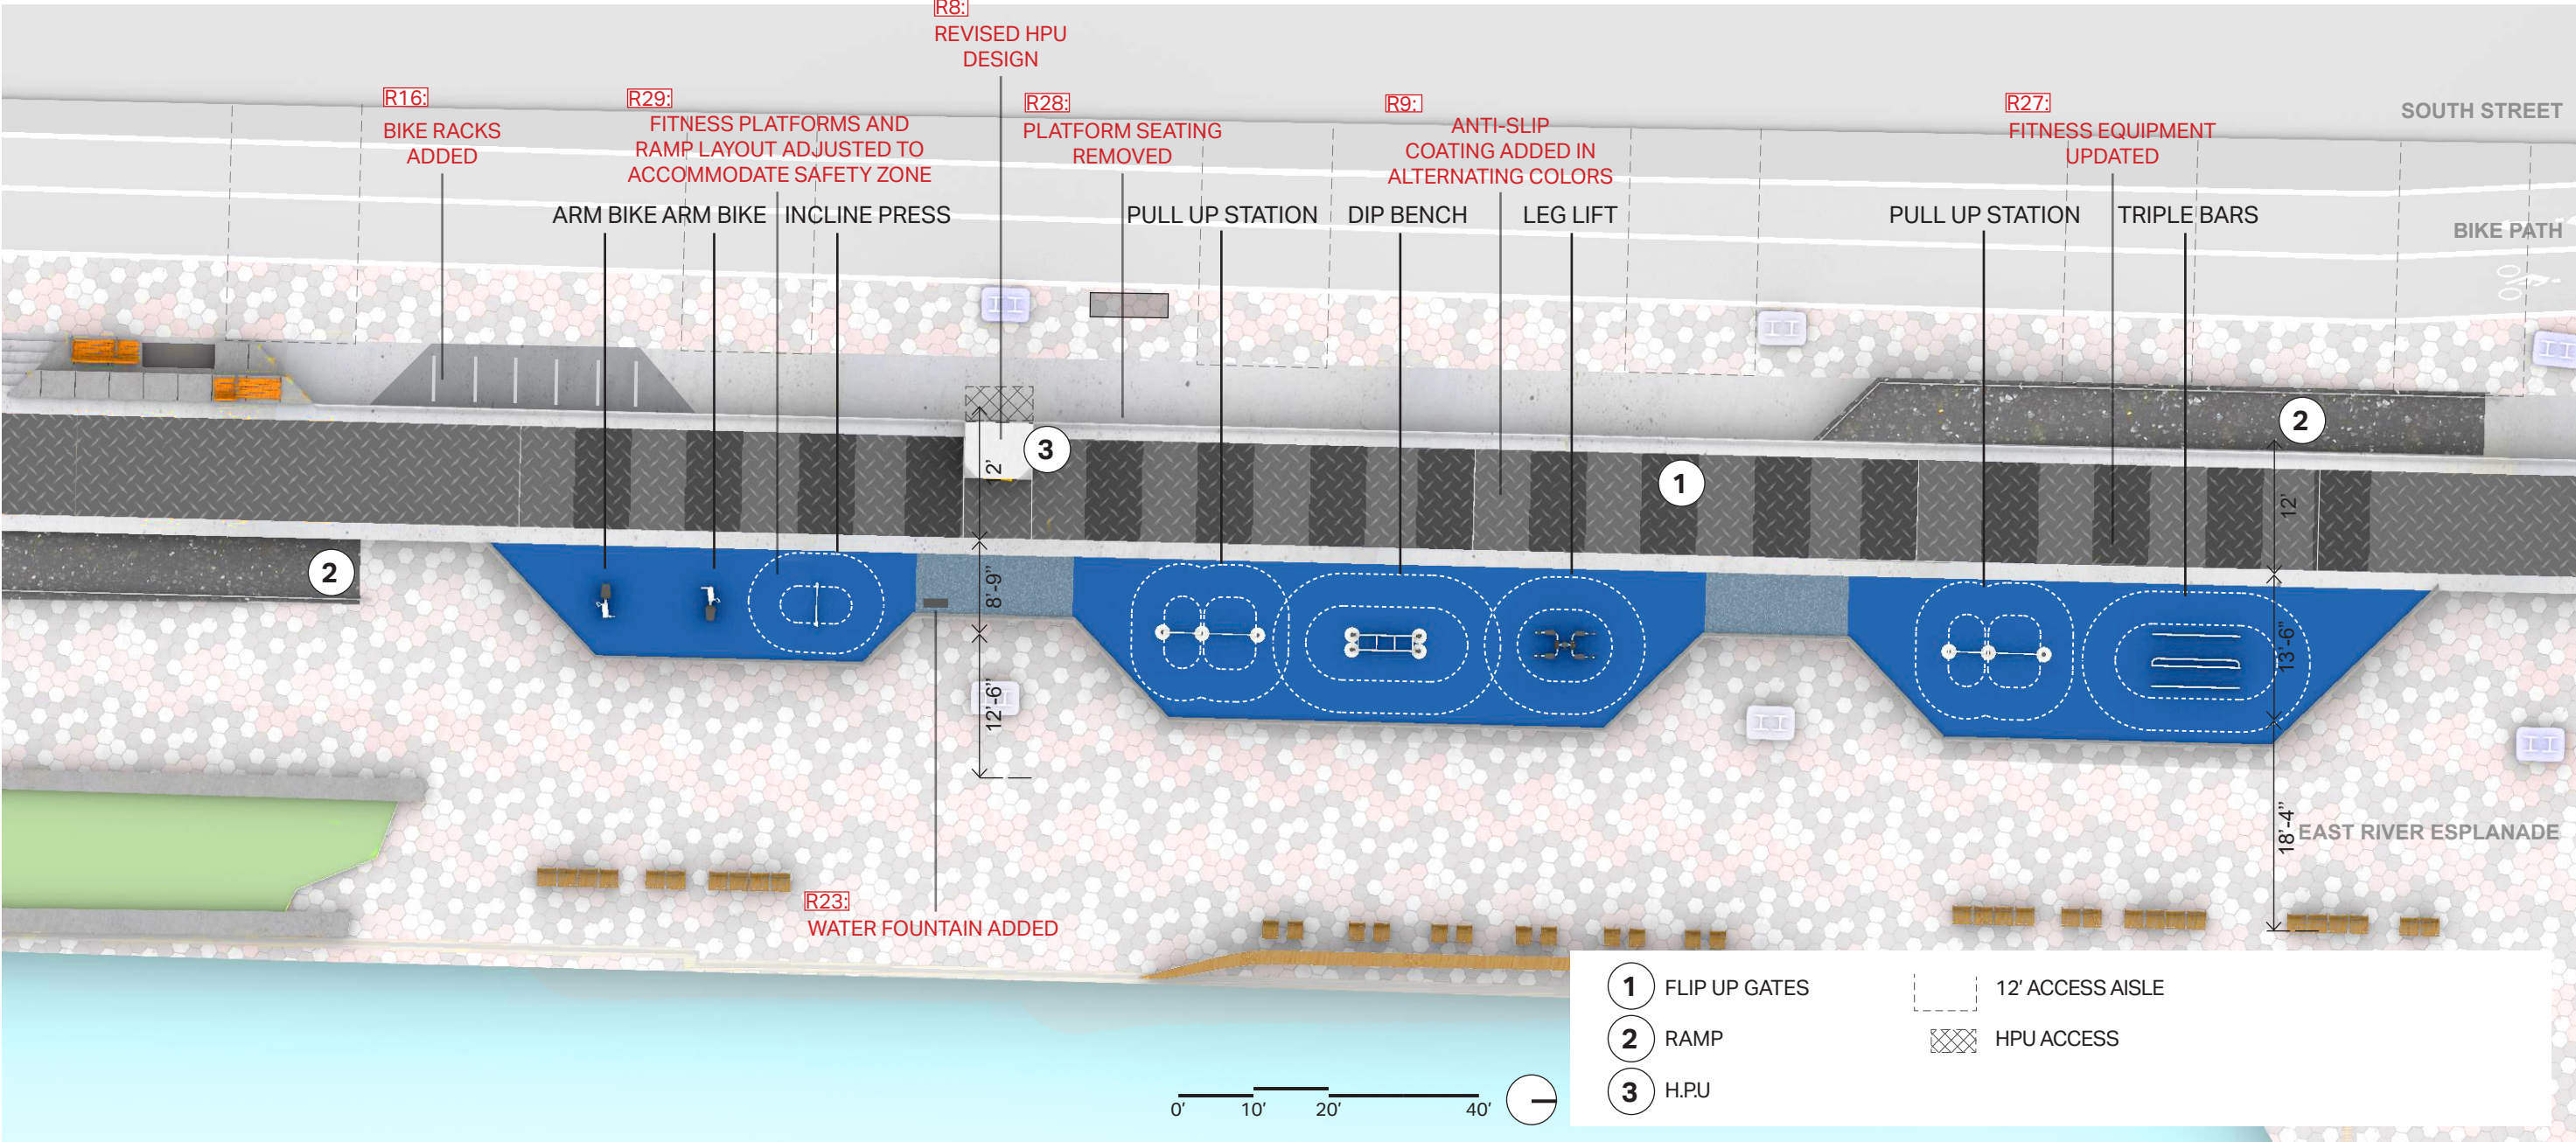 R8:
REVISED HPU
DESIGN
R16:
BIKE RACKS
ADDED
R29:
FITNESS PLATFORMS AND
RAMP LAYOUT ADJUSTED TO
ACCOMMODATE SAFETY ZONE
R28:
PLATFORM SEATING
REMOVED
R9:
ANTI-SLIP
COATING ADDED IN
ALTERNATING COLORS
R27:
FITNESS EQUIPMENT
UPDATED
SOUTH STREET
ARM BIKE
ARM BIKE
INCLINE PRESS
PULL UP STATION
DIP BENCH
LEG LIFT
PULL UP STATION
TRIPLE BARS
BIKE PATH
2
3
1
2
2'
12'
8'-9"
12'-6"
13'-6"
18'-4"
EAST RIVER ESPLANADE
R23:
WATER FOUNTAIN ADDED
0'
10'
20'
40'
1 FLIP UP GATES
2 RAMP
3 H.P.U
12' ACCESS AISLE
HPU ACCESS